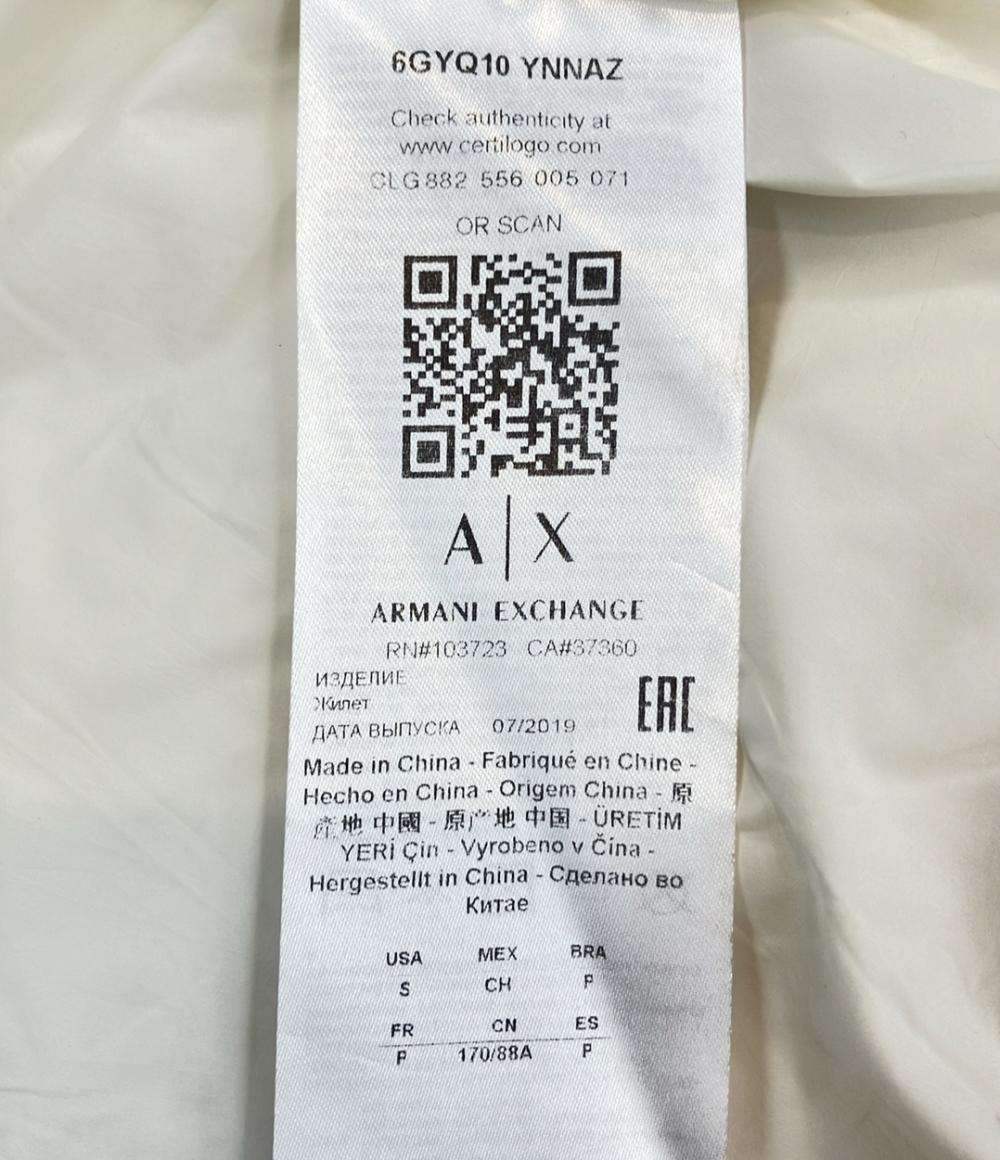 6GYQ10 YNNAZ
Check authenticity at
www certilogo com
CLG 882 556 005 071
OR SCAN
A|X
ARMANI EXCHANGE
RN#103723 CA#37360
ИЗДЕЛИЕ
Жилет
EAC
ДАТА ВЫПУСКА 07/2019
Made in China - Fabriqué en Chine -
Hecho en China - Origem China - 原
產地 中國 - 原产地 中国 - ÜRETİM
YERİ Çin - Vyrobeno v Čína -
Hergestellt in China - Сделано во
Китае
USA MEX BRA
S CH P
FR CN ES
P 170/88A P